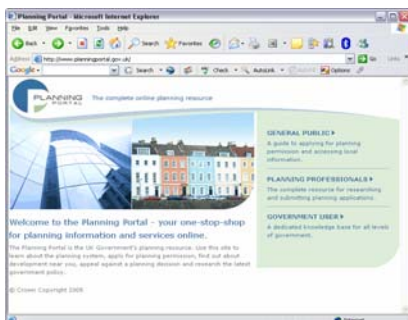 Planning Portal - Microsoft Internet Explorer
File Edit View Favorites Tools Help
Back Search Favorites
Address http://www.planningportal.gov.uk/ Go Links
Google Search Check AutoLink Options
PLANNING PORTAL The complete online planning resource
GENERAL PUBLIC
A guide to applying for planning
permission and accessing local
information.
PLANNING PROFESSIONALS
The complete resource for researching
and submitting planning applications.
GOVERNMENT USER
A dedicated knowledge base for all levels
of government.
Welcome to the Planning Portal - your one-stop-shop
for planning information and services online.
The Planning Portal is the UK Government's planning resource. Use this site to
learn about the planning system, apply for planning permission, find out about
development near you, appeal against a planning decision and research the latest
government policy.
© Crown Copyright
Internet